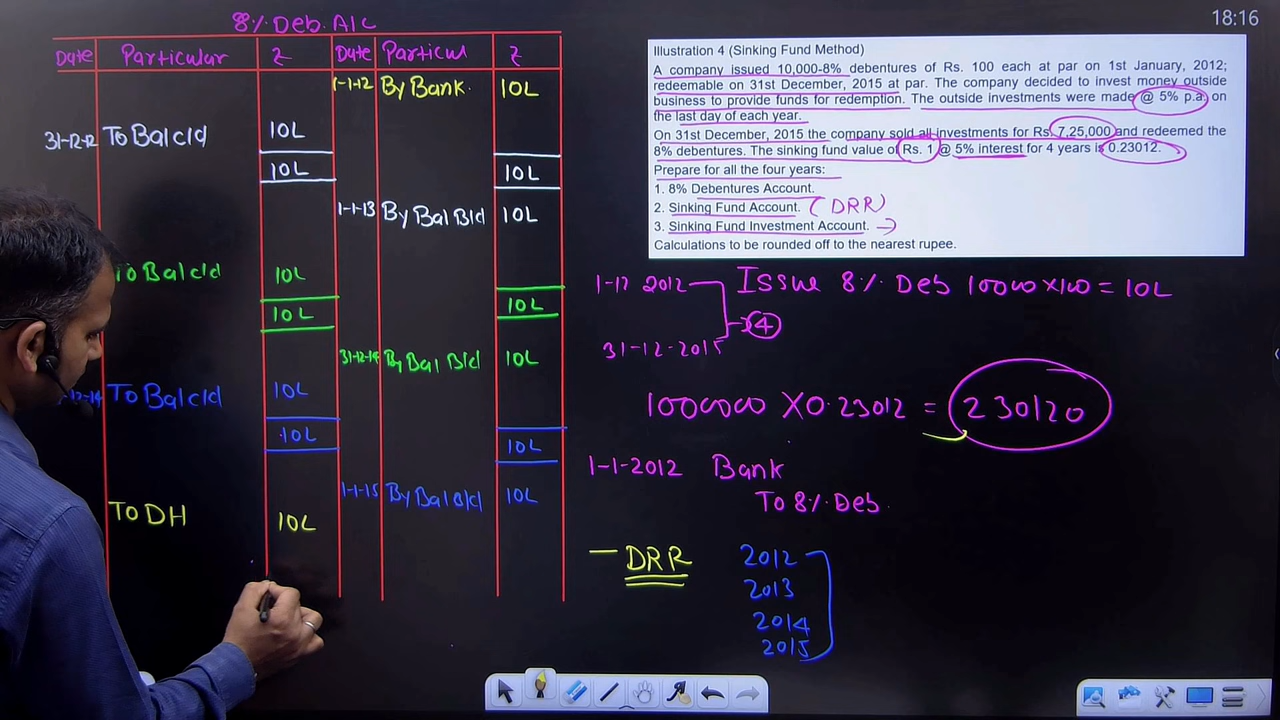 18:16
8% Deb. A/c
Date Particular ₹ Date Particul ₹
1-1-12 By Bank 10L
31-12-12 To Bal c/d 10L
10L 10L
1-1-13 By Bal B/d 10L
To Bal c/d 10L
10L 10L
31-12-14 By Bal B/d 10L
-12-14 To Bal c/d 10L
10L 10L
1-1-15 By Bal B/d 10L
To DH 10L
Illustration 4 (Sinking Fund Method)
A company issued 10,000-8% debentures of Rs. 100 each at par on 1st January, 2012;
redeemable on 31st December, 2015 at par. The company decided to invest money outside
business to provide funds for redemption. The outside investments were made @ 5% p.a. on
the last day of each year.
On 31st December, 2015 the company sold all investments for Rs. 7,25,000 and redeemed the
8% debentures. The sinking fund value of Rs. 1 @ 5% interest for 4 years is 0.23012.
Prepare for all the four years:
1. 8% Debentures Account.
2. Sinking Fund Account. (DRR)
3. Sinking Fund Investment Account. →
Calculations to be rounded off to the nearest rupee.
2012 Issue 8% Deb 10000×100 = 10L
4
31-12-2015
1000000 × 0.23012 = 230120
1-1-2012 Bank
To 8% Deb.
— DRR 2012
2013
2014
2015